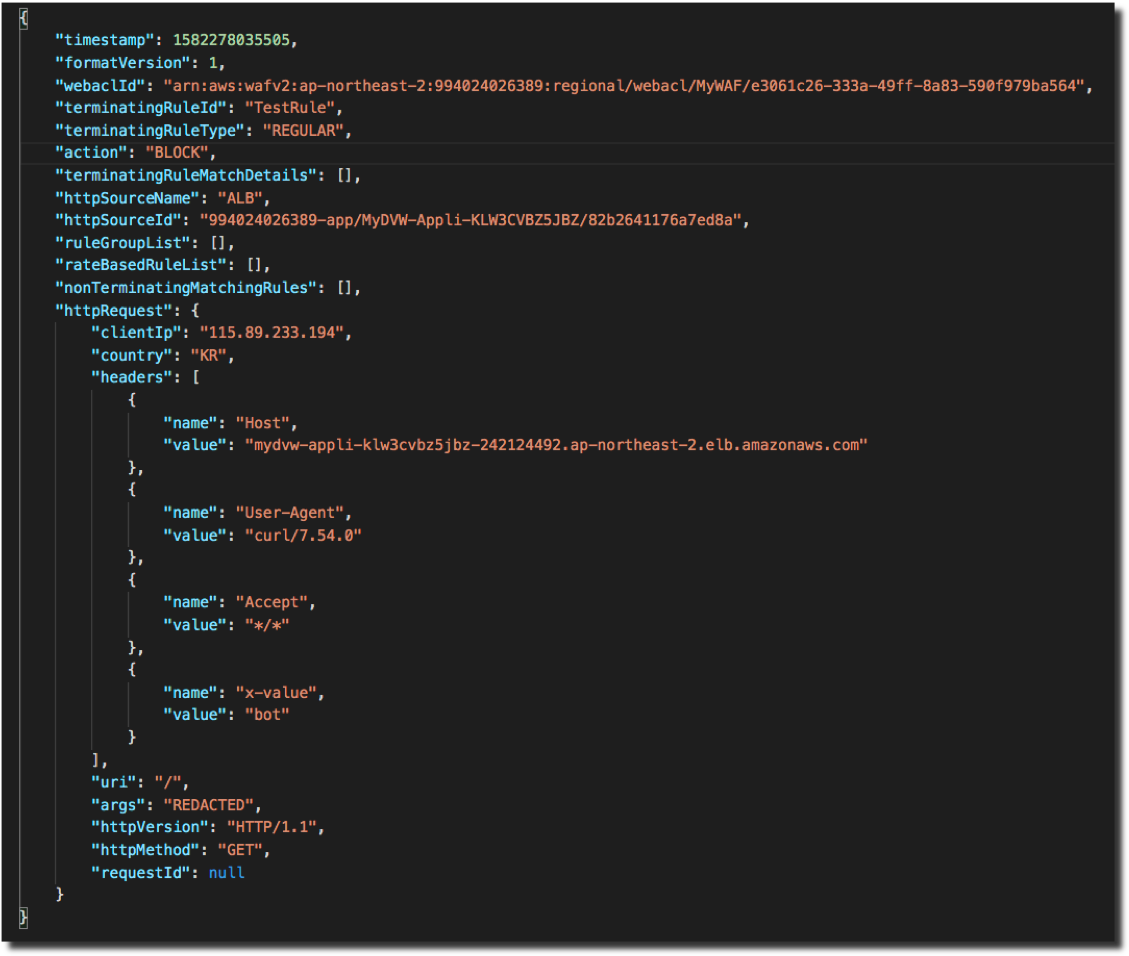 {
"timestamp": 1582278035505,
"formatVersion": 1,
"webaclId": "arn:aws:wafv2:ap-northeast-2:994024026389:regional/webacl/MyWAF/e3061c26-333a-49ff-8a83-590f979ba564",
"terminatingRuleId": "TestRule",
"terminatingRuleType": "REGULAR",
"action": "BLOCK",
"terminatingRuleMatchDetails": [],
"httpSourceName": "ALB",
"httpSourceId": "994024026389-app/MyDVW-Appli-KLW3CVBZ5JBZ/82b2641176a7ed8a",
"ruleGroupList": [],
"rateBasedRuleList": [],
"nonTerminatingMatchingRules": [],
"httpRequest": {
"clientIp": "115.89.233.194",
"country": "KR",
"headers": [
{
"name": "Host",
"value": "mydvw-appli-klw3cvbz5jbz-242124492.ap-northeast-2.elb.amazonaws.com"
},
{
"name": "User-Agent",
"value": "curl/7.54.0"
},
{
"name": "Accept",
"value": "*/*"
},
{
"name": "x-value",
"value": "bot"
}
],
"uri": "/",
"args": "REDACTED",
"httpVersion": "HTTP/1.1",
"httpMethod": "GET",
"requestId": null
}
}